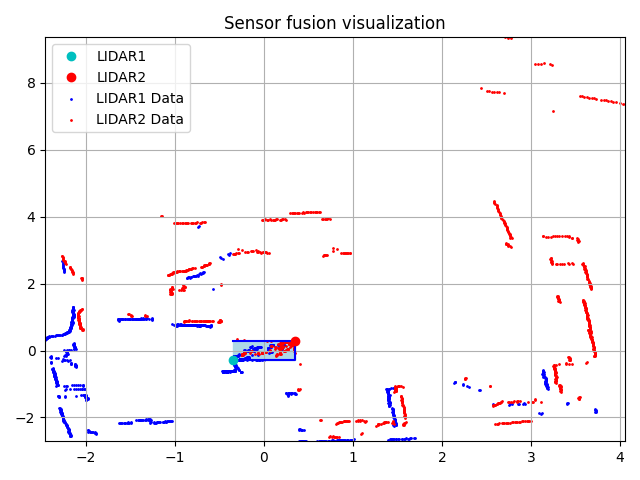 Sensor fusion visualization
LIDAR1
LIDAR2
LIDAR1 Data
LIDAR2 Data
8
6
4
2
0
−2
−2 −1 0 1 2 3 4